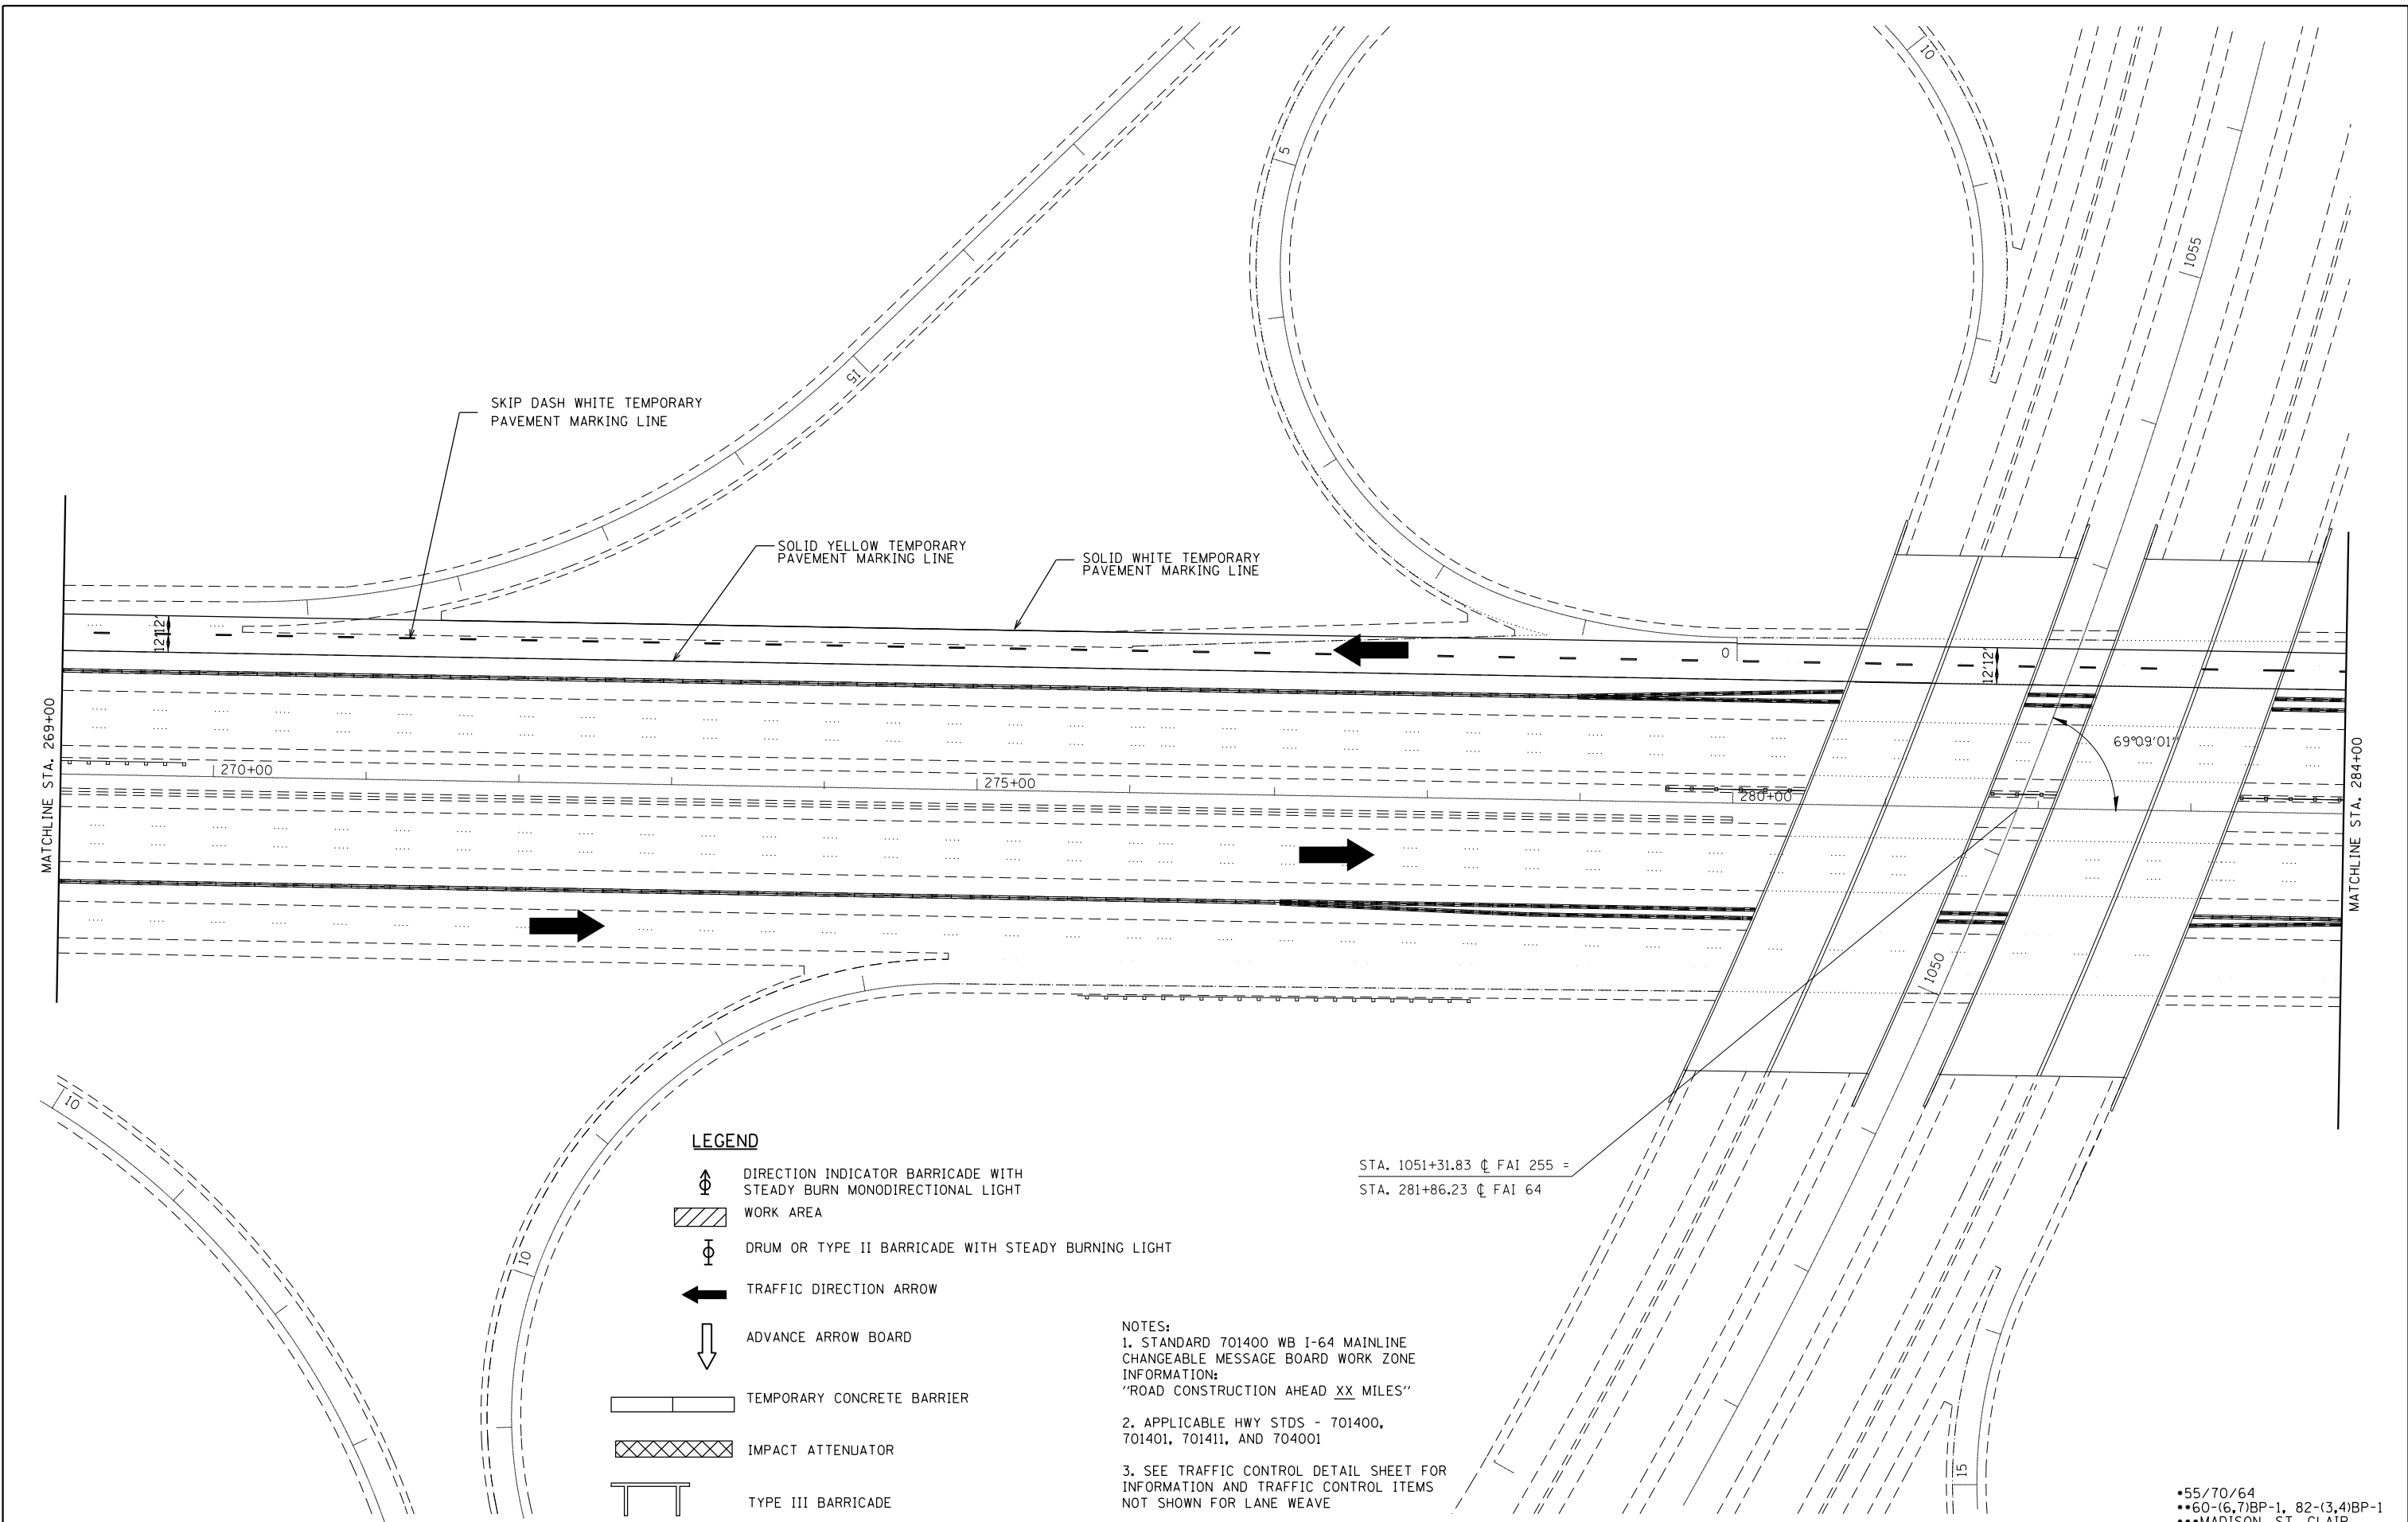 10
5
1055
15
SKIP DASH WHITE TEMPORARY
PAVEMENT MARKING LINE
SOLID YELLOW TEMPORARY
PAVEMENT MARKING LINE
SOLID WHITE TEMPORARY
PAVEMENT MARKING LINE
12'
12'
0
12'
12'
MATCHLINE STA. 269+00
270+00
275+00
280+00
69°09'01"
MATCHLINE STA. 284+00
1050
10
10
15
STA. 1051+31.83 ℄ FAI 255 =
STA. 281+86.23 ℄ FAI 64
LEGEND
DIRECTION INDICATOR BARRICADE WITH
STEADY BURN MONODIRECTIONAL LIGHT
WORK AREA
DRUM OR TYPE II BARRICADE WITH STEADY BURNING LIGHT
TRAFFIC DIRECTION ARROW
ADVANCE ARROW BOARD
TEMPORARY CONCRETE BARRIER
IMPACT ATTENUATOR
TYPE III BARRICADE
NOTES:
1. STANDARD 701400 WB I-64 MAINLINE
CHANGEABLE MESSAGE BOARD WORK ZONE
INFORMATION:
"ROAD CONSTRUCTION AHEAD XX MILES"
2. APPLICABLE HWY STDS - 701400,
701401, 701411, AND 704001
3. SEE TRAFFIC CONTROL DETAIL SHEET FOR
INFORMATION AND TRAFFIC CONTROL ITEMS
NOT SHOWN FOR LANE WEAVE
*55/70/64
**60-(6,7)BP-1, 82-(3,4)BP-1
***MADISON, ST. CLAIR